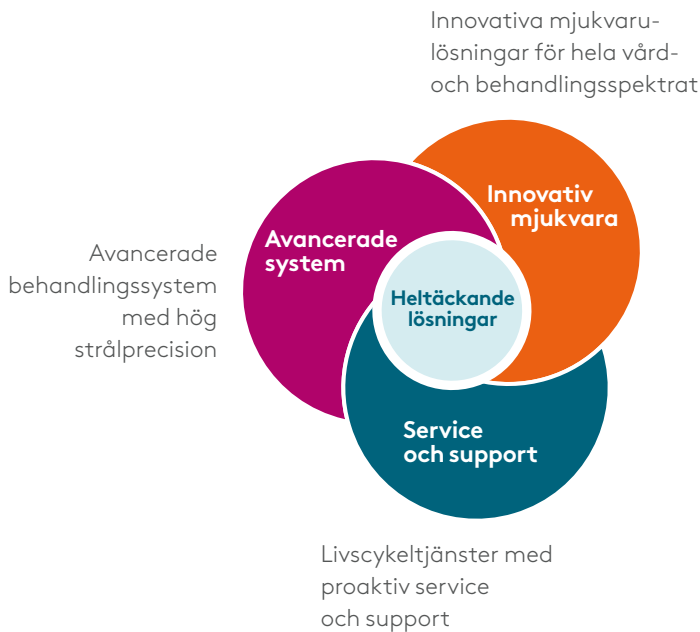 Innovativa mjukvaru-
lösningar för hela vård-
och behandlingsspektrat
Innovativ
mjukvara
Avancerade
system
Avancerade
behandlingssystem
med hög
strålprecision
Heltäckande
lösningar
Service
och support
Livscykeltjänster med
proaktiv service
och support